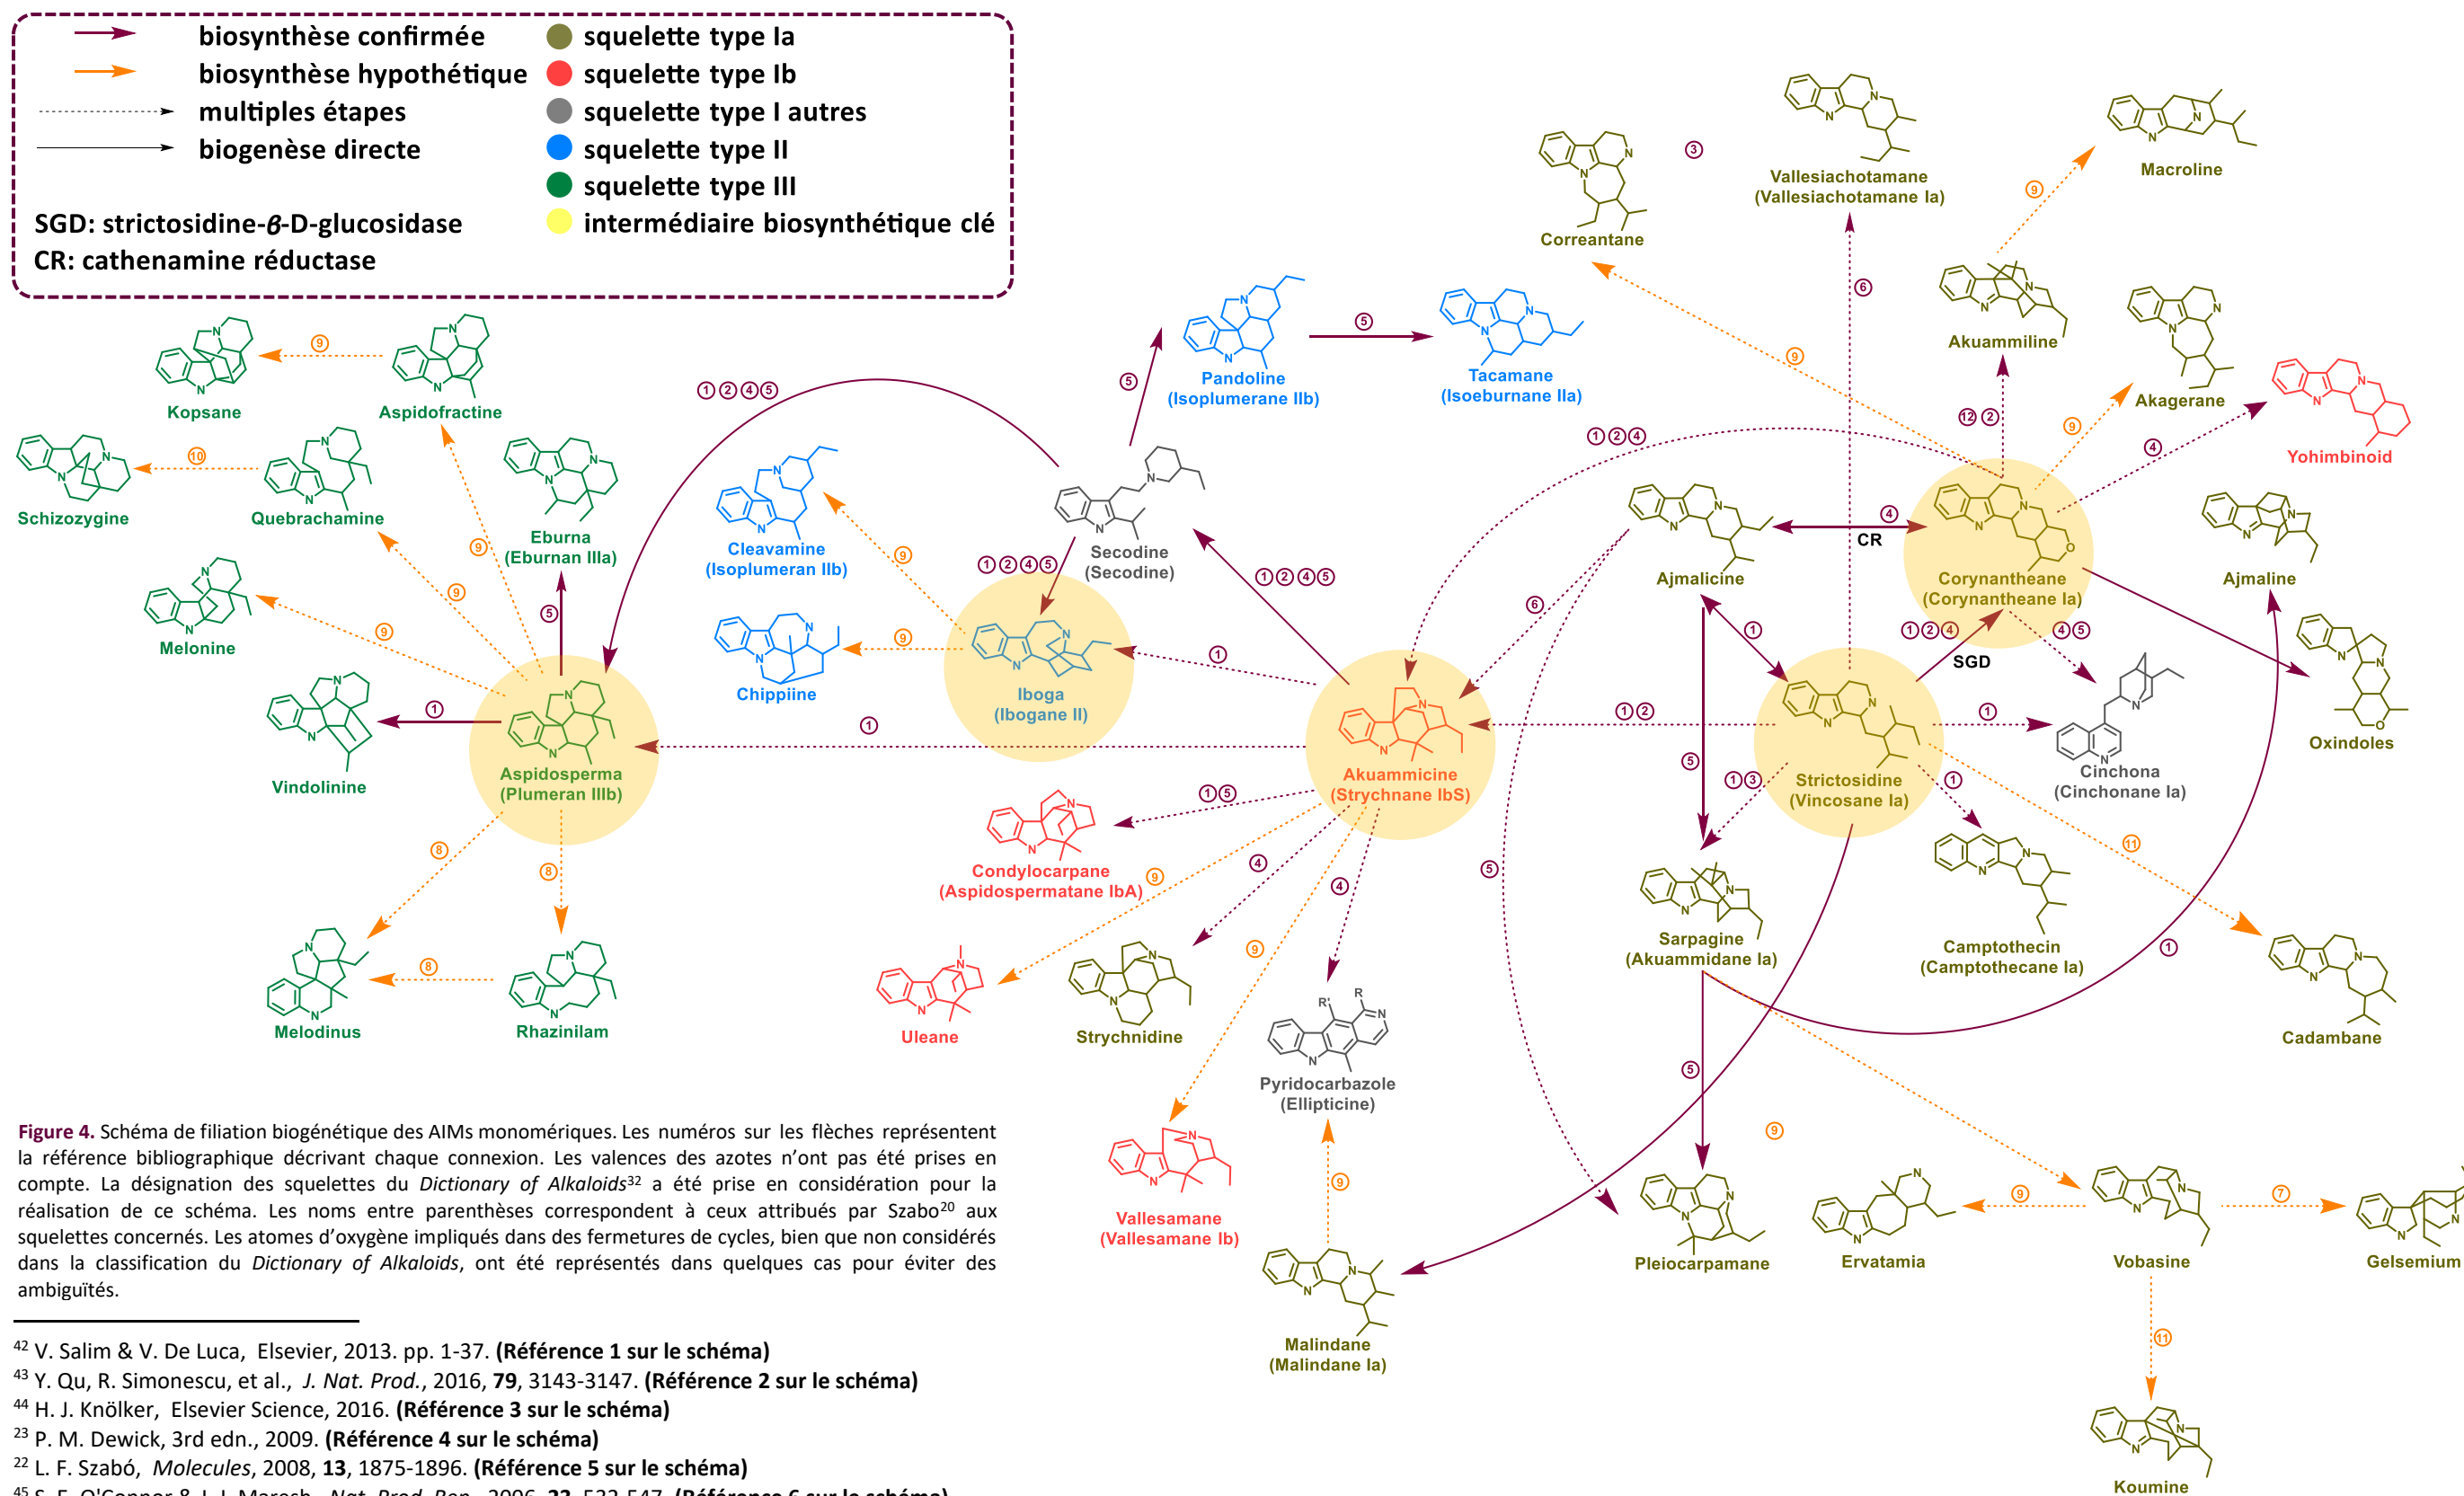 biosynthèse confirmée
biosynthèse hypothétique
multiples étapes
biogenèse directe
SGD: strictosidine-β-D-glucosidase
CR: cathenamine réductase
squelette type Ia
squelette type Ib
squelette type I autres
squelette type II
squelette type III
intermédiaire biosynthétique clé
Kopsane
Aspidofractine
Schizozygine
Quebrachamine
Eburna
(Eburnan IIIa)
Melonine
Vindolinine
Aspidosperma
(Plumeran IIIb)
Melodinus
Rhazinilam
Cleavamine
(Isoplumeran IIb)
Chippiine
Iboga
(Ibogane II)
Secodine
(Secodine)
Pandoline
(Isoplumerane IIb)
Tacamane
(Isoeburnane IIa)
Condylocarpane
(Aspidospermatane IbA)
Uleane
Strychnidine
Akuammicine
(Strychnane IbS)
Pyridocarbazole
(Ellipticine)
Vallesamane
(Vallesamane Ib)
Malindane
(Malindane Ia)
Correantane
Vallesiachotamane
(Vallesiachotamane Ia)
Macroline
Akuammiline
Akagerane
Yohimbinoid
Ajmalicine
CR
Corynantheane
(Corynantheane Ia)
SGD
Ajmaline
Oxindoles
Strictosidine
(Vincosane Ia)
Cinchona
(Cinchonane Ia)
Sarpagine
(Akuammidane Ia)
Camptothecin
(Camptothecane Ia)
Cadambane
Pleiocarpamane
Ervatamia
Vobasine
Gelsemium
Koumine
Figure 4. Schéma de filiation biogénétique des AIMs monomériques. Les numéros sur les flèches représentent
la référence bibliographique décrivant chaque connexion. Les valences des azotes n’ont pas été prises en
compte. La désignation des squelettes du Dictionary of Alkaloids32 a été prise en considération pour la
réalisation de ce schéma. Les noms entre parenthèses correspondent à ceux attribués par Szabo20 aux
squelettes concernés. Les atomes d’oxygène impliqués dans des fermetures de cycles, bien que non considérés
dans la classification du Dictionary of Alkaloids, ont été représentés dans quelques cas pour éviter des
ambiguïtés.
42 V. Salim & V. De Luca, Elsevier, 2013. pp. 1-37. (Référence 1 sur le schéma)
43 Y. Qu, R. Simonescu, et al., J. Nat. Prod., 2016, 79, 3143-3147. (Référence 2 sur le schéma)
44 H. J. Knölker, Elsevier Science, 2016. (Référence 3 sur le schéma)
23 P. M. Dewick, 3rd edn., 2009. (Référence 4 sur le schéma)
22 L. F. Szabó, Molecules, 2008, 13, 1875-1896. (Référence 5 sur le schéma)